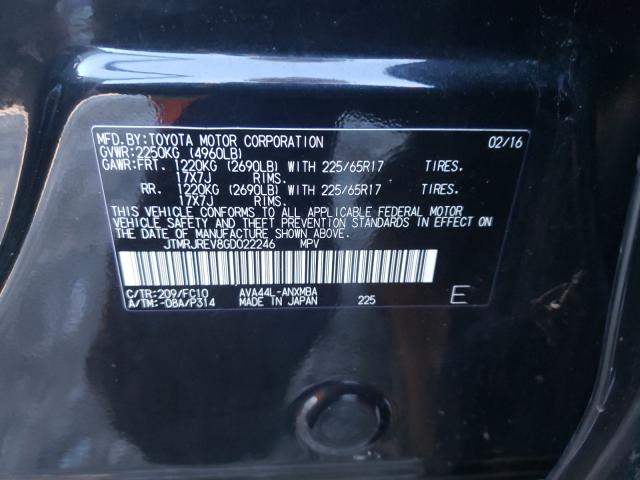 MFD.BY:TOYOTA MOTOR CORPORATION 02/16
GVWR:2250KG (4960LB)
GAWR:FRT. 1220KG (2690LB) WITH 225/65R17 TIRES.
17X7J RIMS.
RR. 1220KG (2690LB) WITH 225/65R17 TIRES.
17X7J RIMS.
THIS VEHICLE CONFORMS TO ALL APPLICABLE FEDERAL MOTOR
VEHICLE SAFETY AND THEFT PREVENTION STANDARDS IN EFFECT ON
THE DATE OF MANUFACTURE SHOWN ABOVE.
JTMRJREV8GD022246 MPV
C/TR:209/FC10 AVA44L-ANXMBA
A/TM:-08A/P314 MADE IN JAPAN 225 E